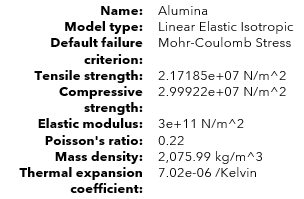 Name: Alumina
Model type: Linear Elastic Isotropic
Default failure criterion: Mohr-Coulomb Stress
Tensile strength: 2.17185e+07 N/m^2
Compressive strength: 2.99922e+07 N/m^2
Elastic modulus: 3e+11 N/m^2
Poisson's ratio: 0.22
Mass density: 2,075.99 kg/m^3
Thermal expansion coefficient: 7.02e-06 /Kelvin